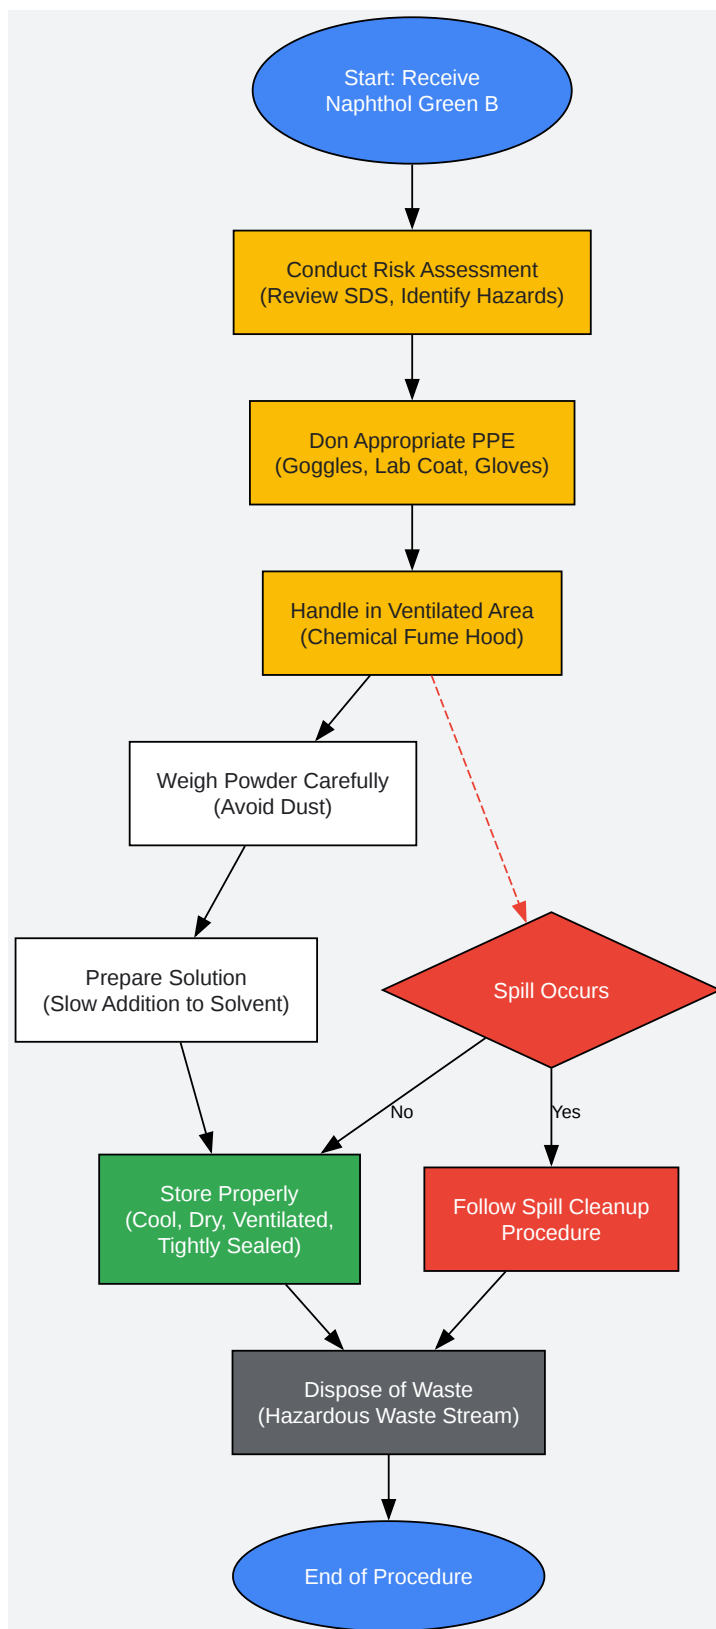 Start: Receive
Naphthol Green B
Conduct Risk Assessment
(Review SDS, Identify Hazards)
Don Appropriate PPE
(Goggles, Lab Coat, Gloves)
Handle in Ventilated Area
(Chemical Fume Hood)
Weigh Powder Carefully
(Avoid Dust)
Prepare Solution
(Slow Addition to Solvent)
Spill Occurs
No
Yes
Store Properly
(Cool, Dry, Ventilated,
Tightly Sealed)
Follow Spill Cleanup
Procedure
Dispose of Waste
(Hazardous Waste Stream)
End of Procedure